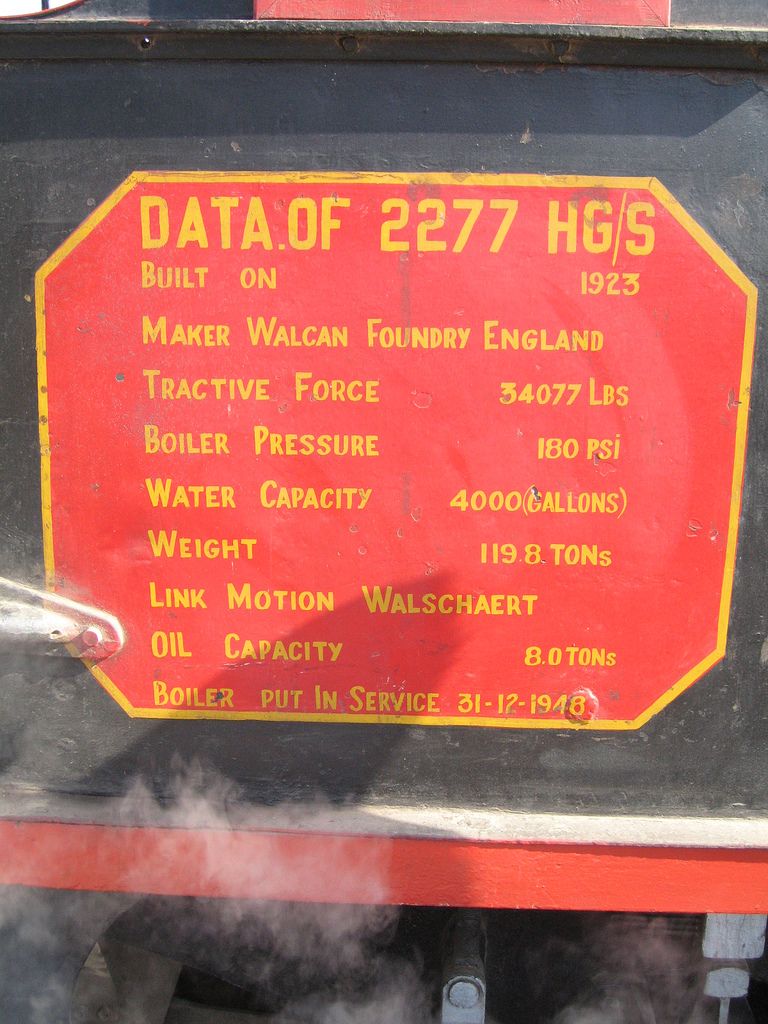 DATA.OF 2277 HG/S
BUILT ON 1923
MAKER WALCAN FOUNDRY ENGLAND
TRACTIVE FORCE 34077 LBS
BOILER PRESSURE 180 PSi
WATER CAPACITY 4000(GALLONS)
WEIGHT 119.8 TONs
LINK MOTION WALSCHAERT
OIL CAPACITY 8.0 TONs
BOILER PUT IN SERVICE 31-12-1948